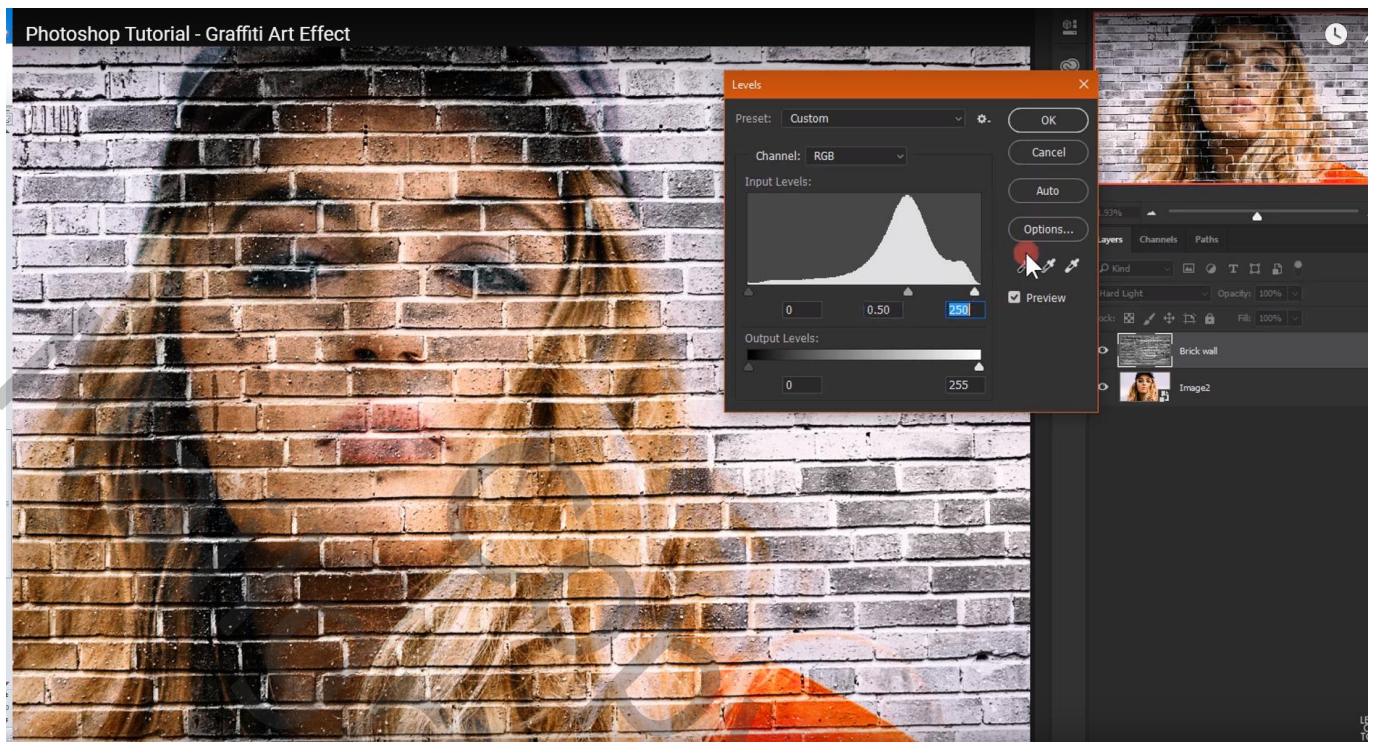 Photoshop Tutorial - Graffiti Art Effect
Levels
Preset: Custom
OK
Channel: RGB
Cancel
Input Levels:
Auto
Options...
0 0.50 250
Preview
Output Levels:
0 255
Channels Paths
Kind
Hard Light Opacity: 100%
Fill: 100%
Brick wall
Image2